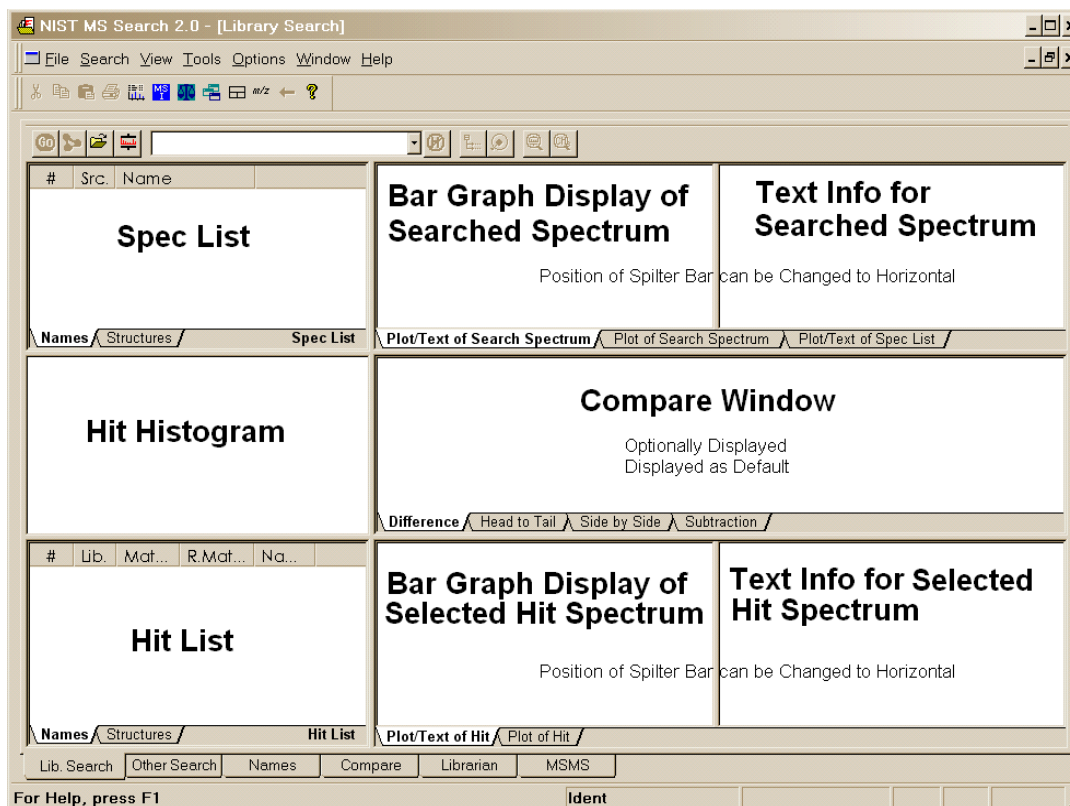 NIST MS Search 2.0 - [Library Search]
File Search View Tools Options Window Help
MS
m/z
GO
# Src. Name
Spec List
Names Structures Spec List
Bar Graph Display of
Searched Spectrum
Text Info for
Searched Spectrum
Position of Spilter Bar can be Changed to Horizontal
Plot/Text of Search Spectrum Plot of Search Spectrum Plot/Text of Spec List
Hit Histogram
Compare Window
Optionally Displayed
Displayed as Default
Difference Head to Tail Side by Side Subtraction
# Lib. Mat... R.Mat... Na...
Hit List
Names Structures Hit List
Bar Graph Display of
Selected Hit Spectrum
Text Info for Selected
Hit Spectrum
Position of Spilter Bar can be Changed to Horizontal
Plot/Text of Hit Plot of Hit
Lib. Search Other Search Names Compare Librarian MSMS
For Help, press F1 Ident